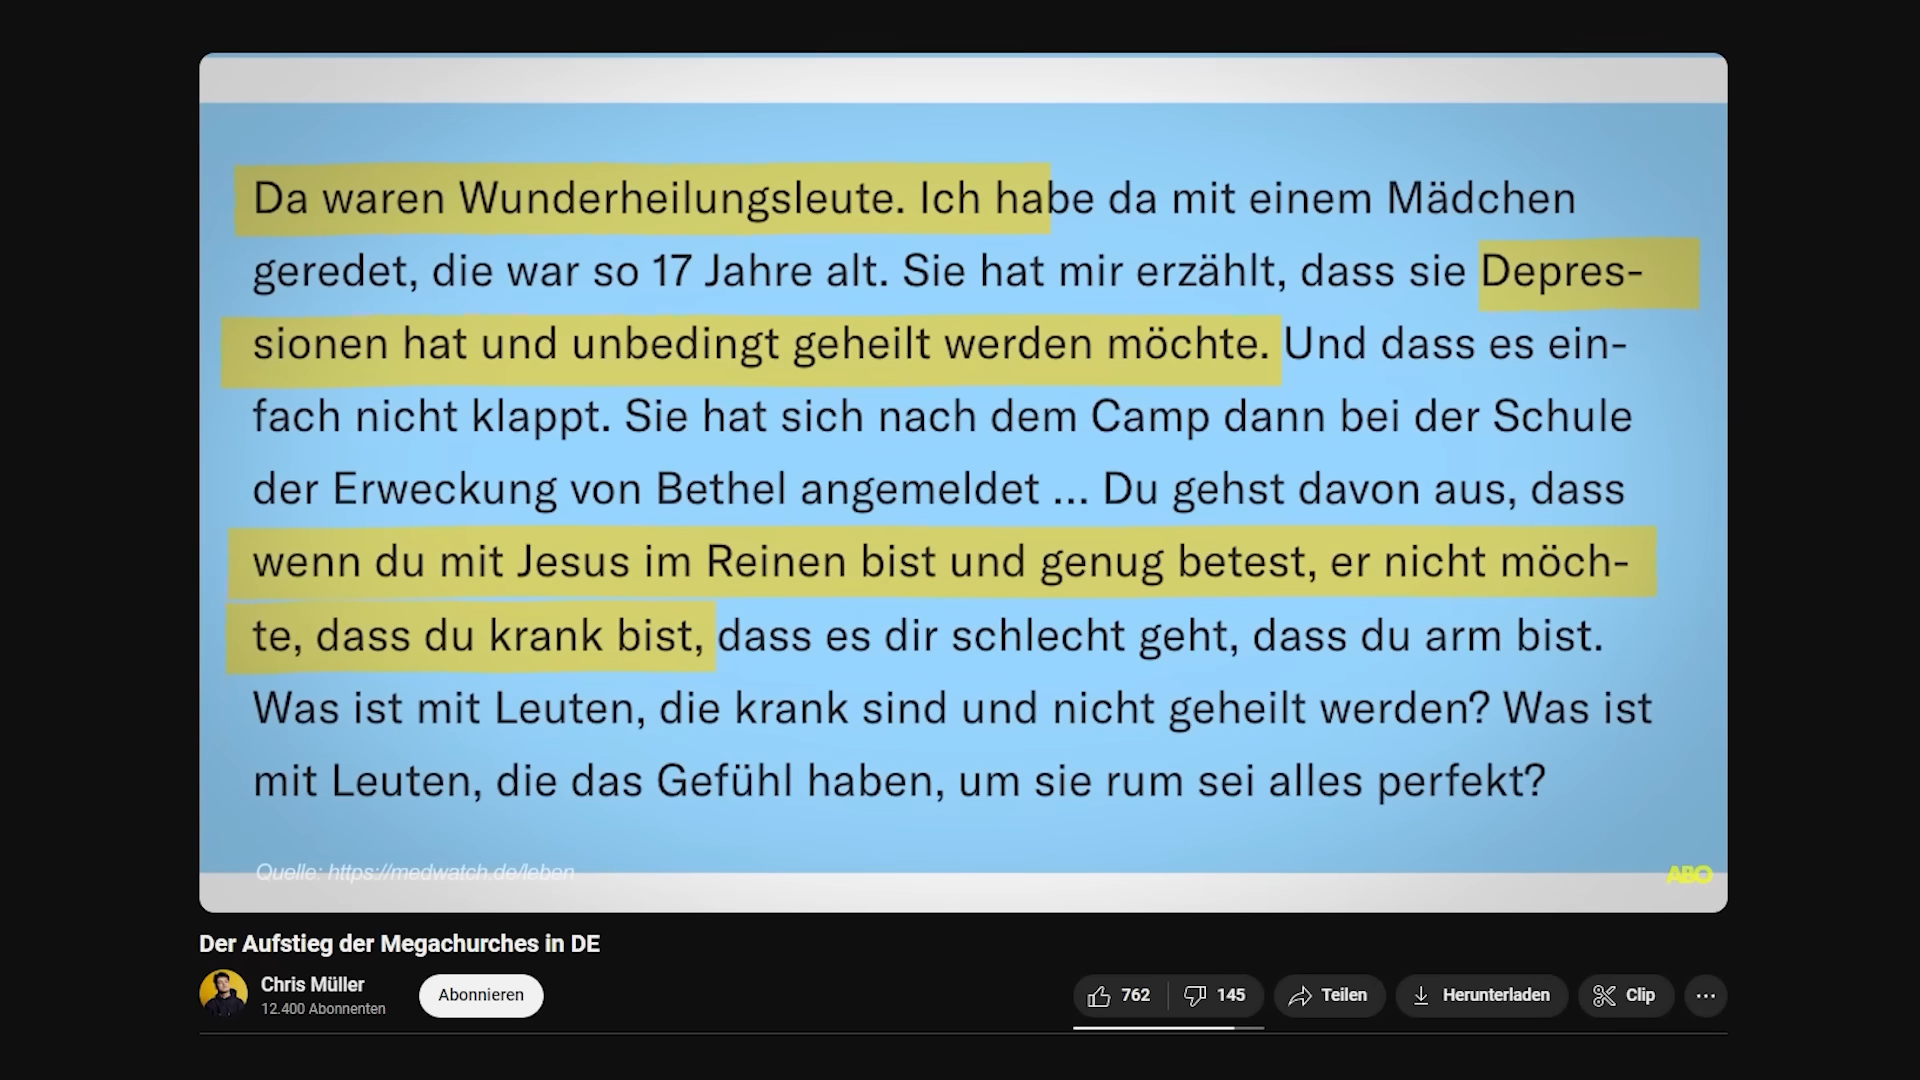 Da waren Wunderheilungsleute. Ich habe da mit einem Mädchen
geredet, die war so 17 Jahre alt. Sie hat mir erzählt, dass sie Depres-
sionen hat und unbedingt geheilt werden möchte. Und dass es ein-
fach nicht klappt. Sie hat sich nach dem Camp dann bei der Schule
der Erweckung von Bethel angemeldet ... Du gehst davon aus, dass
wenn du mit Jesus im Reinen bist und genug betest, er nicht möch-
te, dass du krank bist, dass es dir schlecht geht, dass du arm bist.
Was ist mit Leuten, die krank sind und nicht geheilt werden? Was ist
mit Leuten, die das Gefühl haben, um sie rum sei alles perfekt?
Quelle: https://medwatch.de/leben
ABO
Der Aufstieg der Megachurches in DE
Chris Müller
12.400 Abonnenten
Abonnieren
762
145
Teilen
Herunterladen
Clip